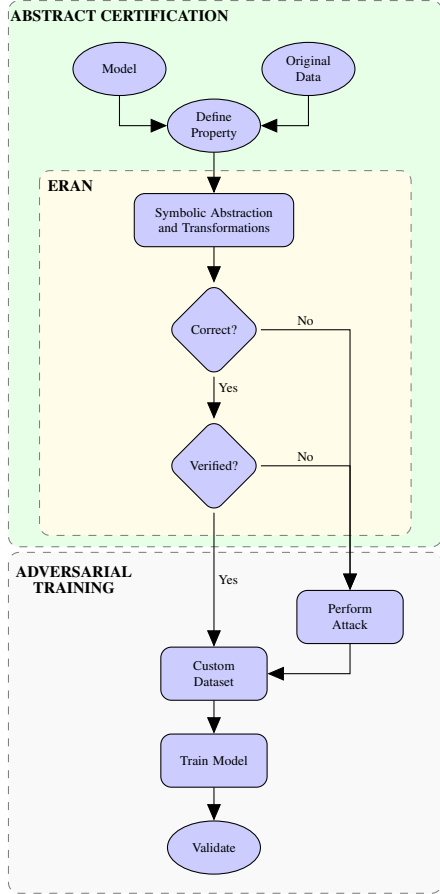 ABSTRACT CERTIFICATION
Model
Original
Data
Define
Property
ERAN
Symbolic Abstraction
and Transformations
Correct?
No
Yes
Verified?
No
Yes
ADVERSARIAL
TRAINING
Perform
Attack
Custom
Dataset
Train Model
Validate